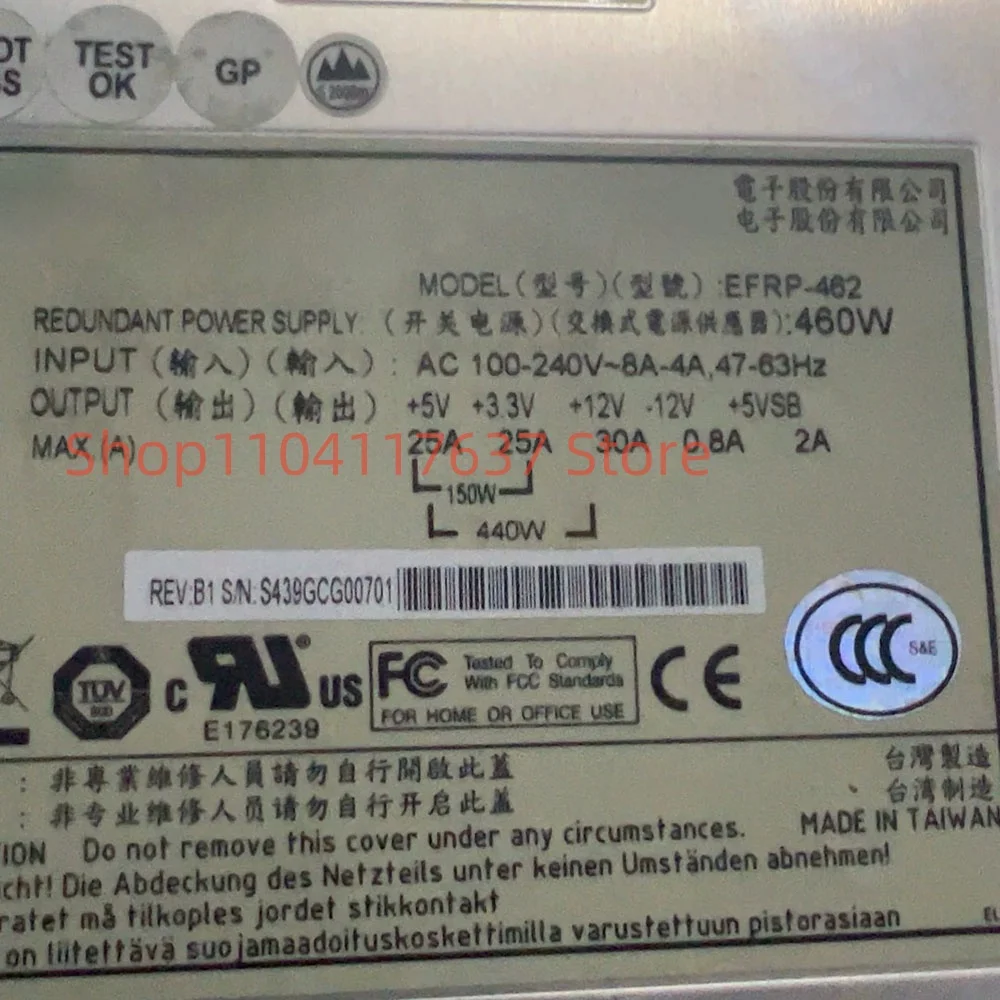 OT TEST GP
SS OK
電子股份有限公司
电子股份有限公司
MODEL(型号)(型號) :EFRP-462
REDUNDANT POWER SUPPLY: (开关电源)(交換式電源供應器):460W
INPUT (輸入)(輸入): AC 100-240V~8A-4A,47-63Hz
OUTPUT (輸出)(輸出) +5V +3.3V +12V -12V +5VSB
MAX (A) 25A 25A 30A 0.8A 2A
Shop1104117637 Store
150W
440W
REV:B1 S/N: S439GCG00701
TÜV
C RU® US
E176239
FC Tested To Comply
With FCC Standards
FOR HOME OR OFFICE USE
CE
CCC S&E
: 非專業維修人員請勿自行開啟此蓋
: 非专业维修人员请勿自行开启此盖
台灣製造
台湾制造
TION Do not remove this cover under any circumstances.
MADE IN TAIWAN
cht! Die Abdeckung des Netzteils unter keinen Umständen abnehmen!
ratet må tilkoples jordet stikkontakt
on liitettävä suojamaadoituskoskettimilla varustettuun pistorasiaan